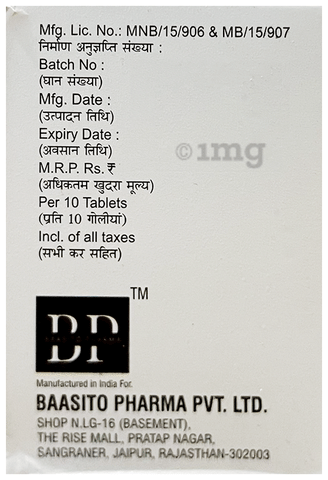 Mfg. Lic. No.: MNB/15/906 & MB/15/907
निर्माण अनुज्ञप्ति संख्या :
Batch No :
(घान संख्या)
Mfg. Date :
(उत्पादन तिथि)
Expiry Date :
(अवसान तिथि)
©1mg
M.R.P. Rs. ₹
(अधिकतम खुदरा मूल्य)
Per 10 Tablets
(प्रति 10 गोलीयां)
Incl. of all taxes
(सभी कर सहित)
TM
BP
Manufactured in India For.
BAASITO PHARMA PVT. LTD.
SHOP N.LG-16 (BASEMENT),
THE RISE MALL, PRATAP NAGAR,
SANGRANER, JAIPUR, RAJASTHAN-302003